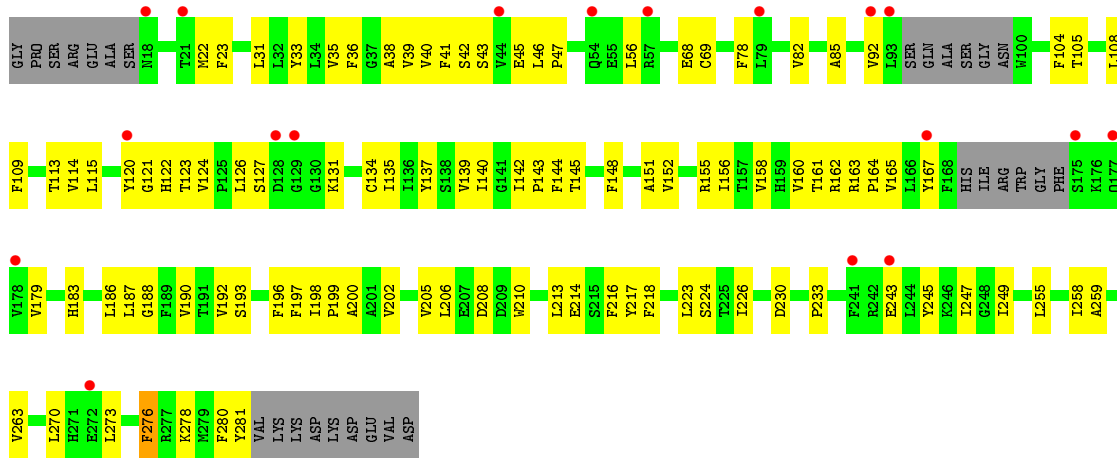 GLY PRO SER ARG GLU ALA SER N18 T21 M22 F23 L31 L32 Y33 L34 V35 F36 G37 A38 V39 V40 F41 S42 S43 V44 E45 L46 P47 Q54 E55 L56 R57 E68 C69 F78 L79 V82 A85 V92 L93 SER GLN ALA SER GLY ASN W100 F104 T105 L108
F109 T113 V114 L115 Y120 G121 H122 T123 V124 P125 L126 S127 D128 G129 G130 K131 C134 I135 I136 Y137 S138 V139 I140 G141 I142 P143 F144 T145 F148 A151 V152 R155 I156 T157 V158 H159 V160 T161 R162 R163 P164 V165 L166 Y167 F168 HIS ILE ARG TRP GLY PHE S175 K176 Q177
V178 V179 H183 L186 L187 G188 F189 V190 T191 V192 S193 F196 F197 I198 P199 A200 A201 V202 V205 L206 E207 D208 D209 W210 L213 E214 S215 F216 Y217 F218 L223 S224 T225 I226 D230 P233 F241 R242 E243 L244 Y245 K246 I247 G248 I249 L255 I258 A259
V263 L270 H271 E272 L273 F276 R277 K278 M279 F280 Y281 VAL LYS LYS ASP LYS ASP GLU VAL ASP